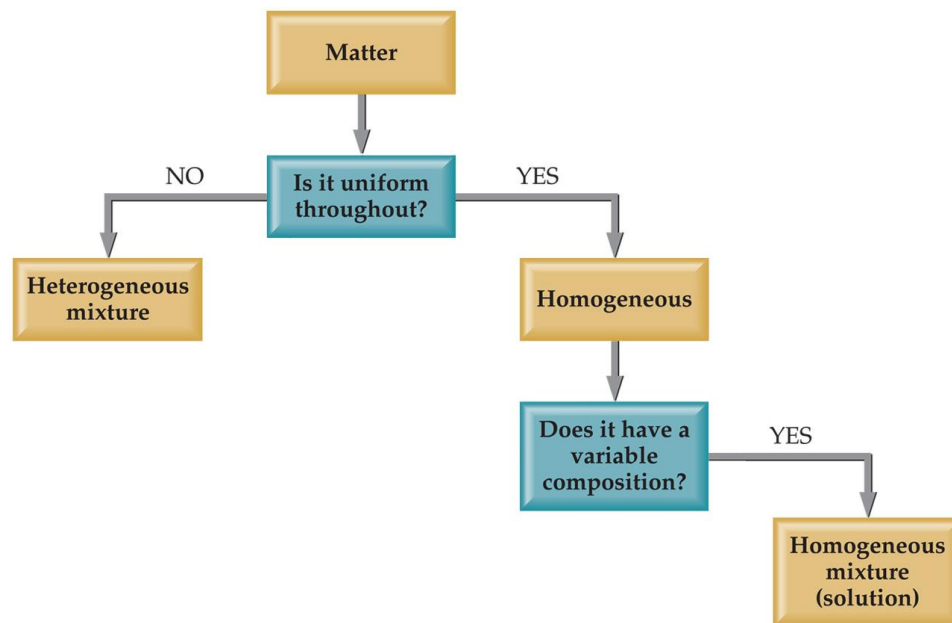 Matter
NO
Is it uniform
throughout?
YES
Heterogeneous
mixture
Homogeneous
Does it have a
variable
composition?
YES
Homogeneous
mixture
(solution)